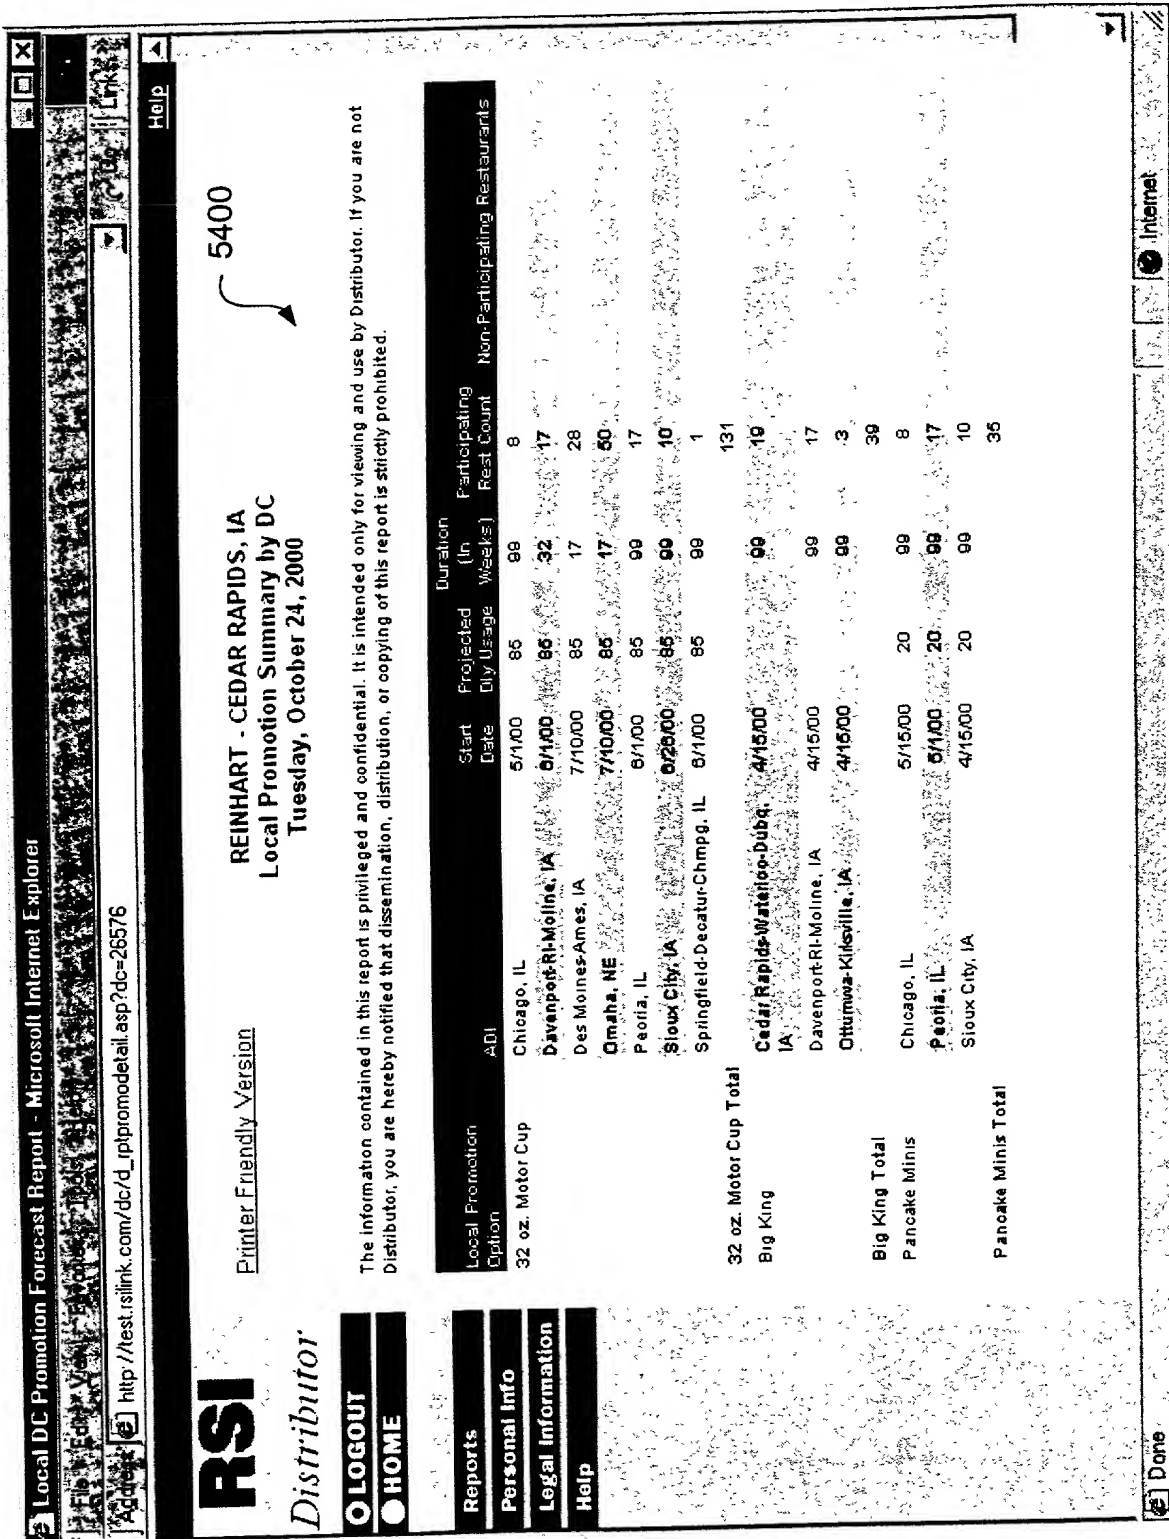 Local DC Promotion Forecast Report - Microsoft Internet Explorer
File Edit View Favorites Tools Help
Address http://test.rsilink.com/dc/d_rptpromodetail.asp?dc=26576 Go Links
Help
RSI
Distributor
LOGOUT
HOME
Reports
Personal Info
Legal Information
Help
Printer Friendly Version
REINHART - CEDAR RAPIDS, IA
Local Promotion Summary by DC
Tuesday, October 24, 2000
5400
The information contained in this report is privileged and confidential. It is intended only for viewing and use by Distributor. If you are not
Distributor, you are hereby notified that dissemination, distribution, or copying of this report is strictly prohibited.
Local Promotion Option ADI Start Date Projected Dly Usage Duration (In Weeks) Participating Rest Count Non-Participating Restaurants
32 oz. Motor Cup Chicago, IL 5/1/00 85 99 8
Davenport-RI-Moline, IA 6/1/00 85 32 17
Des Moines-Ames, IA 7/10/00 85 17 28
Omaha, NE 7/10/00 85 17 50
Peoria, IL 6/1/00 85 99 17
Sioux City, IA 6/26/00 85 99 10
Springfield-Decatur-Chmpg, IL 6/1/00 85 99 1
32 oz. Motor Cup Total 131
Big King Cedar Rapids-Waterloo-Dubq, 4/15/00 99 19
IA
Davenport-RI-Moline, IA 4/15/00 99 17
Ottumwa-Kirksville, IA 4/15/00 99 3
Big King Total 39
Pancake Minis Chicago, IL 5/15/00 20 99 8
Peoria, IL 5/1/00 20 99 17
Sioux City, IA 4/15/00 20 99 10
Pancake Minis Total 35
Done Internet